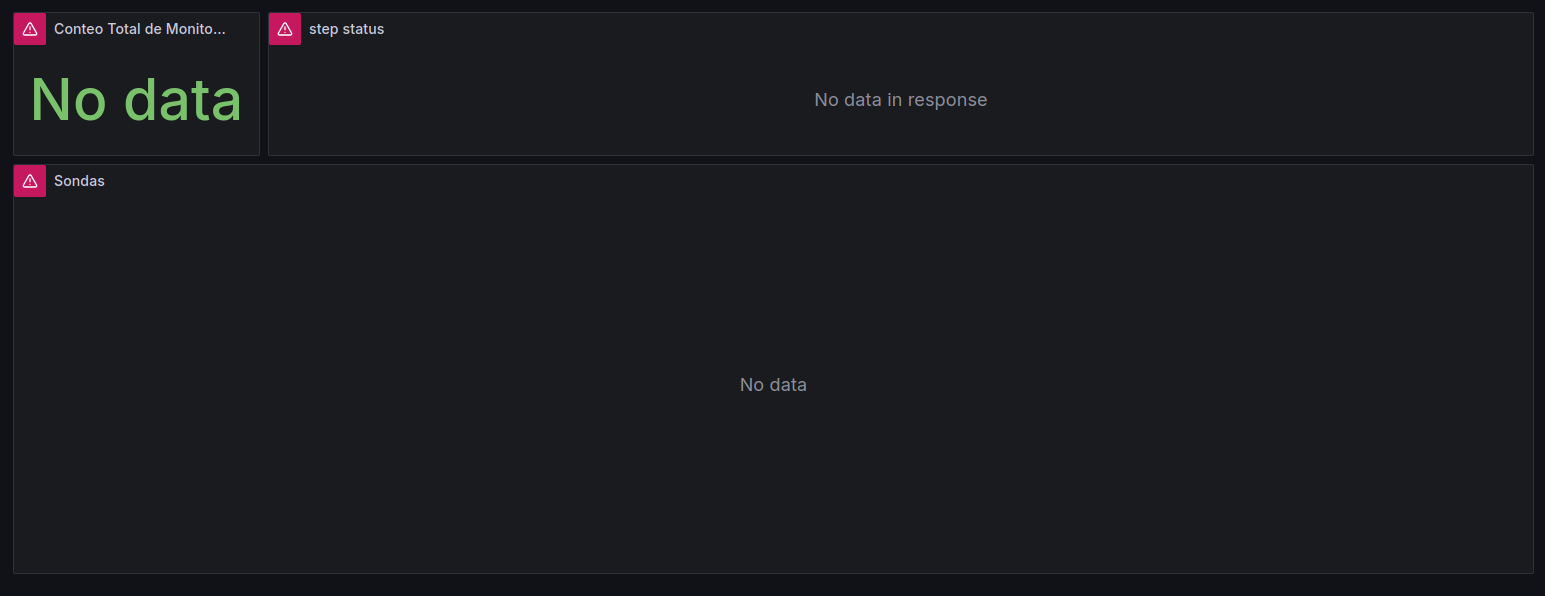 Conteo Total de Monito...
step status
No data
No data in response
Sondas
No data